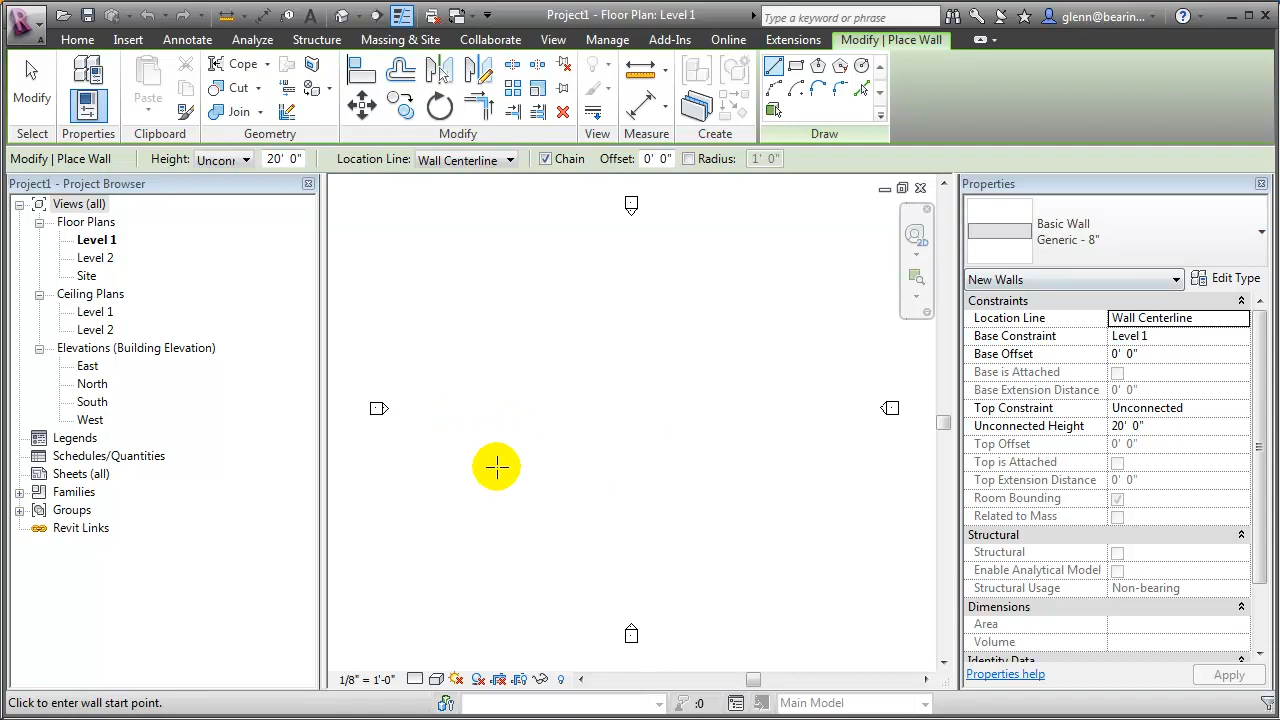 Project1 - Floor Plan: Level 1
Type a keyword or phrase
glenn@bearin...
Home Insert Annotate Analyze Structure Massing & Site Collaborate View Manage Add-Ins Online Extensions Modify | Place Wall
Modify
Paste
Cope
Cut
Join
Select Properties Clipboard Geometry Modify View Measure Create Draw
Modify | Place Wall Height: Unconr 20' 0" Location Line: Wall Centerline Chain Offset: 0' 0" Radius: 1' 0"
Project1 - Project Browser
Views (all)
Floor Plans
Level 1
Level 2
Site
Ceiling Plans
Level 1
Level 2
Elevations (Building Elevation)
East
North
South
West
Legends
Schedules/Quantities
Sheets (all)
Families
Groups
Revit Links
2D
Properties
Basic Wall
Generic - 8"
New Walls Edit Type
Constraints
Location Line Wall Centerline
Base Constraint Level 1
Base Offset 0' 0"
Base is Attached
Base Extension Distance 0' 0"
Top Constraint Unconnected
Unconnected Height 20' 0"
Top Offset 0' 0"
Top is Attached
Top Extension Distance 0' 0"
Room Bounding
Related to Mass
Structural
Structural
Enable Analytical Model
Structural Usage Non-bearing
Dimensions
Area
Volume
Identity Data
Properties help Apply
1/8" = 1'-0"
Click to enter wall start point. :0 Main Model